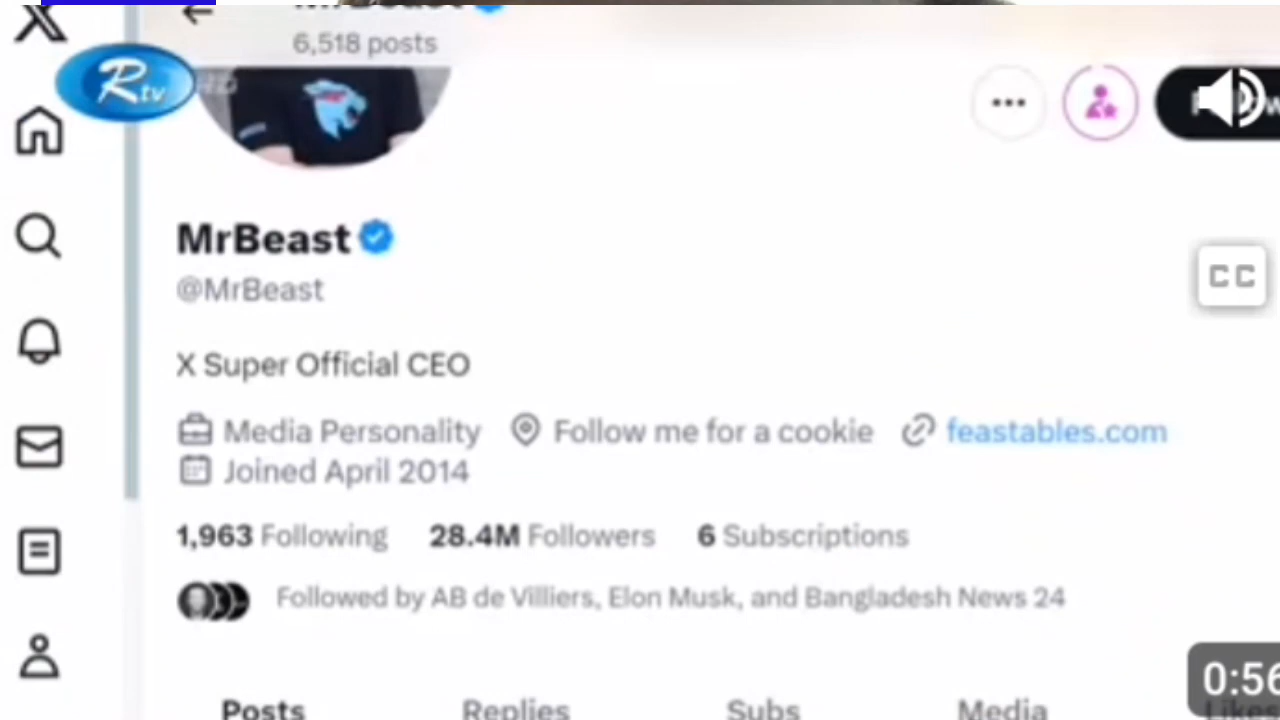 6,518 posts
Rtv
HD
MrBeast
@MrBeast
X Super Official CEO
Media Personality Follow me for a cookie feastables.com
Joined April 2014
1,963 Following 28.4M Followers 6 Subscriptions
Followed by AB de Villiers, Elon Musk, and Bangladesh News 24
CC
0:56
Posts Replies Subs Media Likes